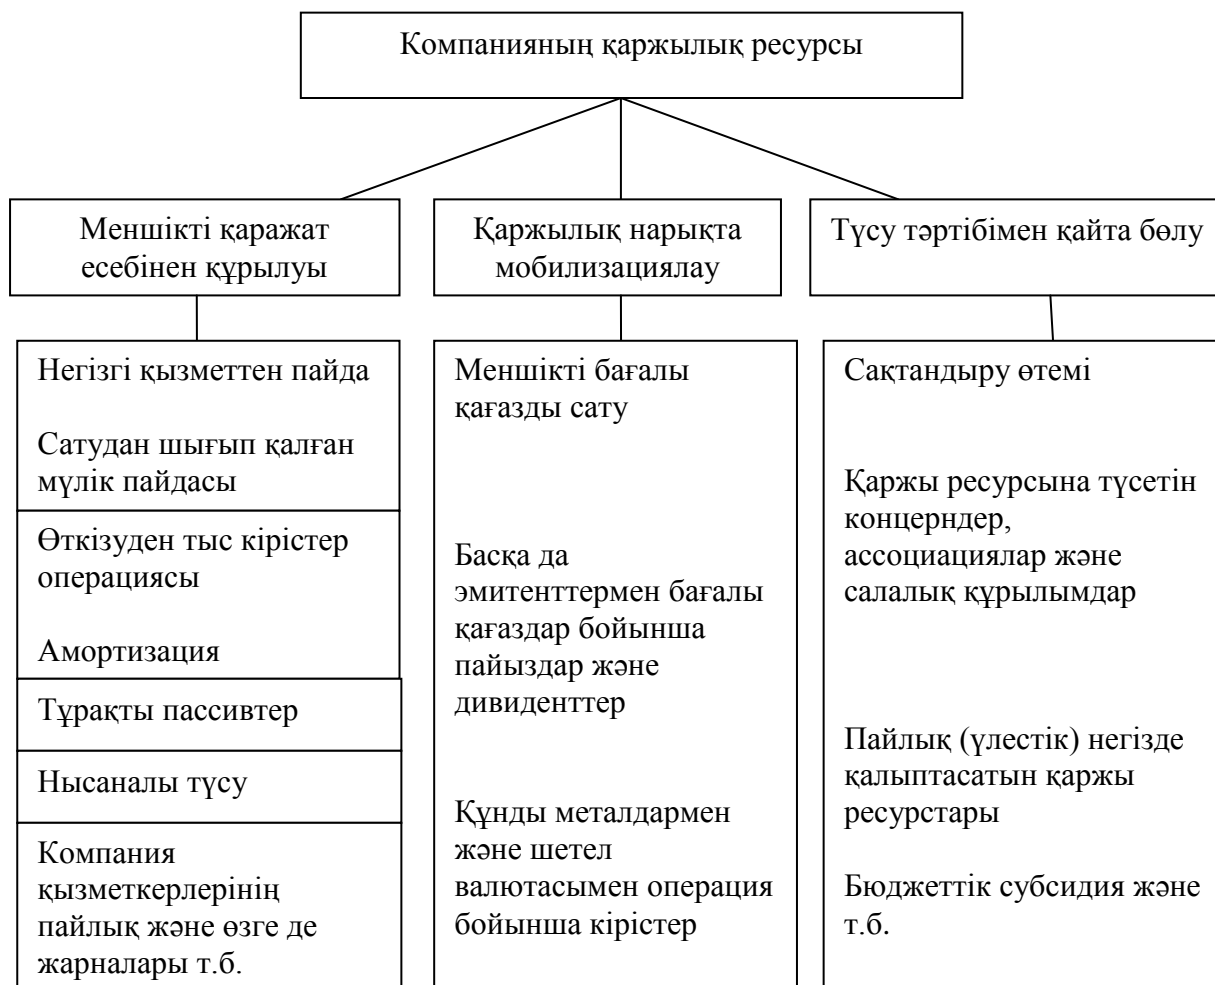 Компанияның қаржылық ресурсы
Меншікті қаражат
есебінен құрылуы
Қаржылық нарықта
мобилизациялау
Түсу тәртібімен қайта бөлу
Негізгі қызметтен пайда
Сатудан шығып қалған
мүлік пайдасы
Өткізуден тыс кірістер
операциясы
Амортизация
Тұрақты пассивтер
Нысаналы түсу
Компания
қызметкерлерінің
пайлық және өзге де
жарналары т.б.
Меншікті бағалы
қағазды сату
Басқа да
эмитенттермен бағалы
қағаздар бойынша
пайыздар және
дивиденттер
Құнды металдармен
және шетел
валютасымен операция
бойынша кірістер
Сақтандыру өтемі
Қаржы ресурсына түсетін
концерндер,
ассоциациялар және
салалық құрылымдар
Пайлық (үлестік) негізде
қалыптасатын қаржы
ресурстары
Бюджеттік субсидия және
т.б.